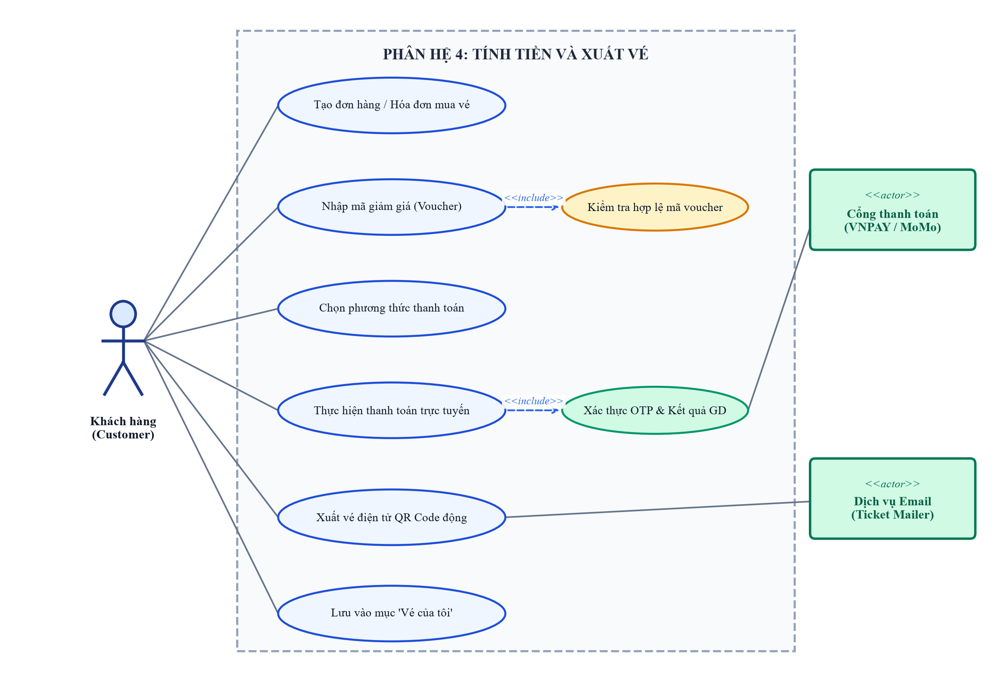 PHÂN HỆ 4: TÍNH TIỀN VÀ XUẤT VÉ
Tạo đơn hàng / Hóa đơn mua vé
Nhập mã giảm giá (Voucher)
<<include>>
Kiểm tra hợp lệ mã voucher
<<actor>>
Cổng thanh toán
(VNPAY / MoMo)
Chọn phương thức thanh toán
Khách hàng
(Customer)
Thực hiện thanh toán trực tuyến
<<include>>
Xác thực OTP & Kết quả GD
<<actor>>
Dịch vụ Email
(Ticket Mailer)
Xuất vé điện tử QR Code động
Lưu vào mục 'Vé của tôi'